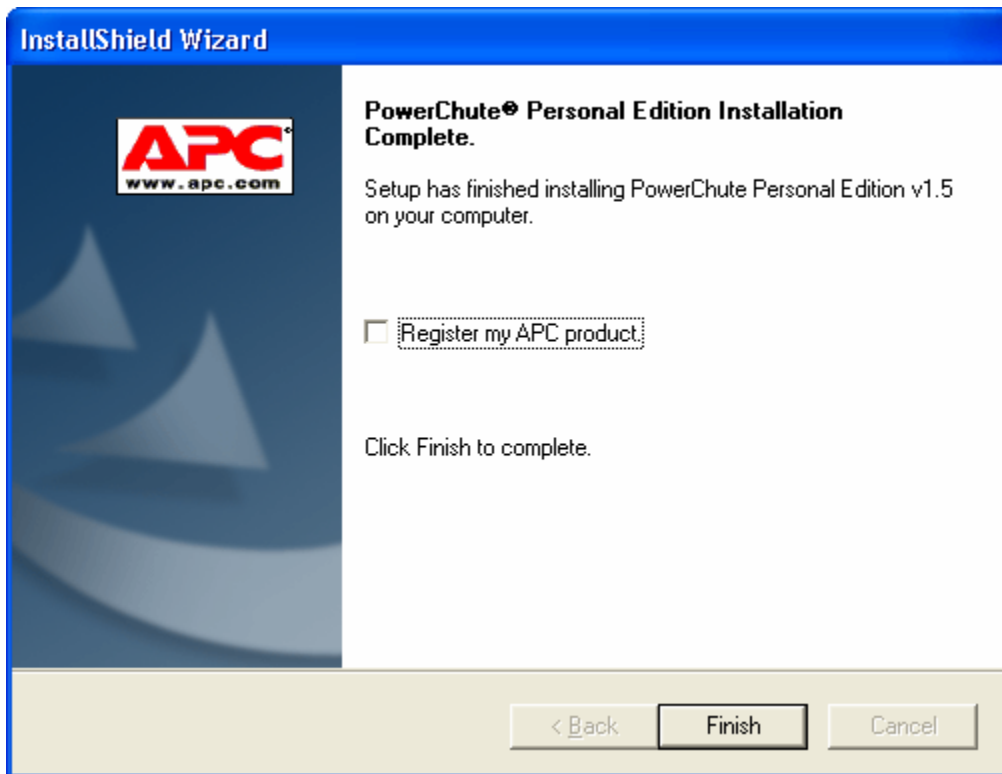 InstallShield Wizard
APC
www.apc.com
PowerChute® Personal Edition Installation
Complete.
Setup has finished installing PowerChute Personal Edition v1.5
on your computer.
Register my APC product.
Click Finish to complete.
< Back
Finish
Cancel